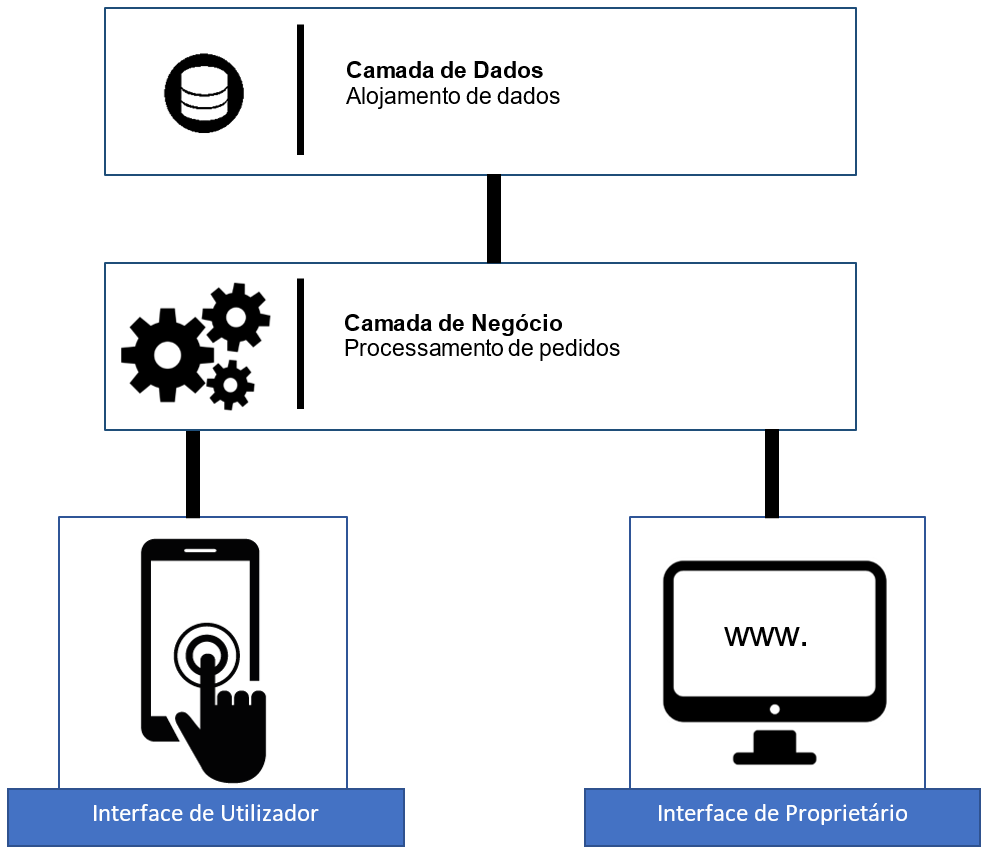 Camada de Dados
Alojamento de dados
Camada de Negócio
Processamento de pedidos
www.
Interface de Utilizador
Interface de Proprietário